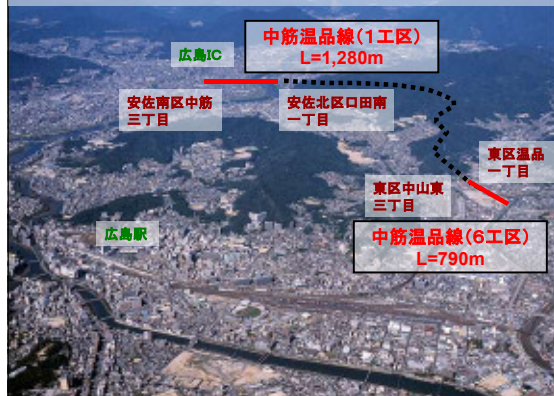 中筋温品線(1工区)
L=1,280m
広島IC
安佐南区中筋
三丁目
安佐北区口田南
一丁目
東区温品
一丁目
東区中山東
三丁目
広島駅
中筋温品線(6工区)
L=790m